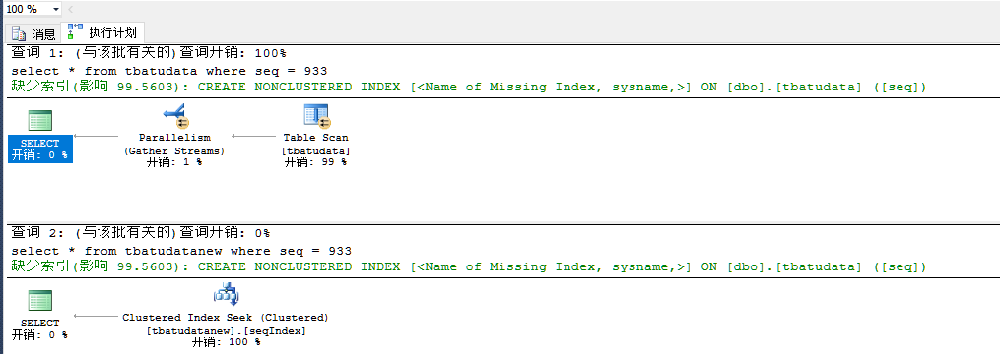 100 %
消息 执行计划
查询 1: (与该批有关的)查询开销: 100%
select * from tbatudata where seq = 933
缺少索引(影响 99.5603): CREATE NONCLUSTERED INDEX [<Name of Missing Index, sysname,>] ON [dbo].[tbatudata] ([seq])
SELECT
开销: 0 %
Parallelism
(Gather Streams)
开销: 1 %
Table Scan
[tbatudata]
开销: 99 %
查询 2: (与该批有关的)查询开销: 0%
select * from tbatudatanew where seq = 933
缺少索引(影响 99.5603): CREATE NONCLUSTERED INDEX [<Name of Missing Index, sysname,>] ON [dbo].[tbatudata] ([seq])
SELECT
开销: 0 %
Clustered Index Seek (Clustered)
[tbatudatanew].[seqIndex]
开销: 100 %